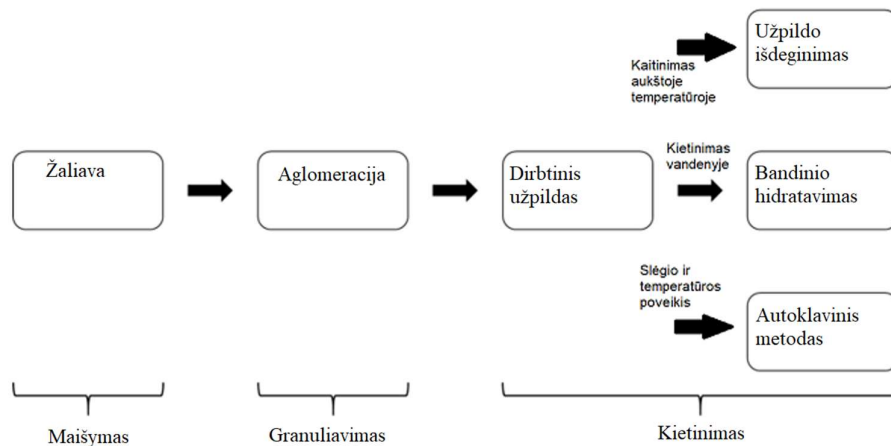 Užpildo
išdeginimas
Kaitinimas
aukštoje
temperatūroje
Žaliava
Aglomeracija
Dirbtinis
užpildas
Kietinimas
vandenyje
Bandinio
hidratavimas
Slėgio ir
temperatūros
poveikis
Autoklavinis
metodas
Maišymas
Granuliavimas
Kietinimas